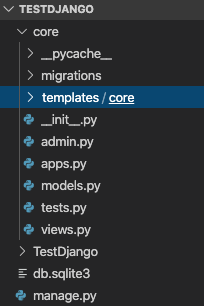 TESTDJANGO
core
__pycache__
migrations
templates / core
__init__.py
admin.py
apps.py
models.py
tests.py
views.py
TestDjango
db.sqlite3
manage.py